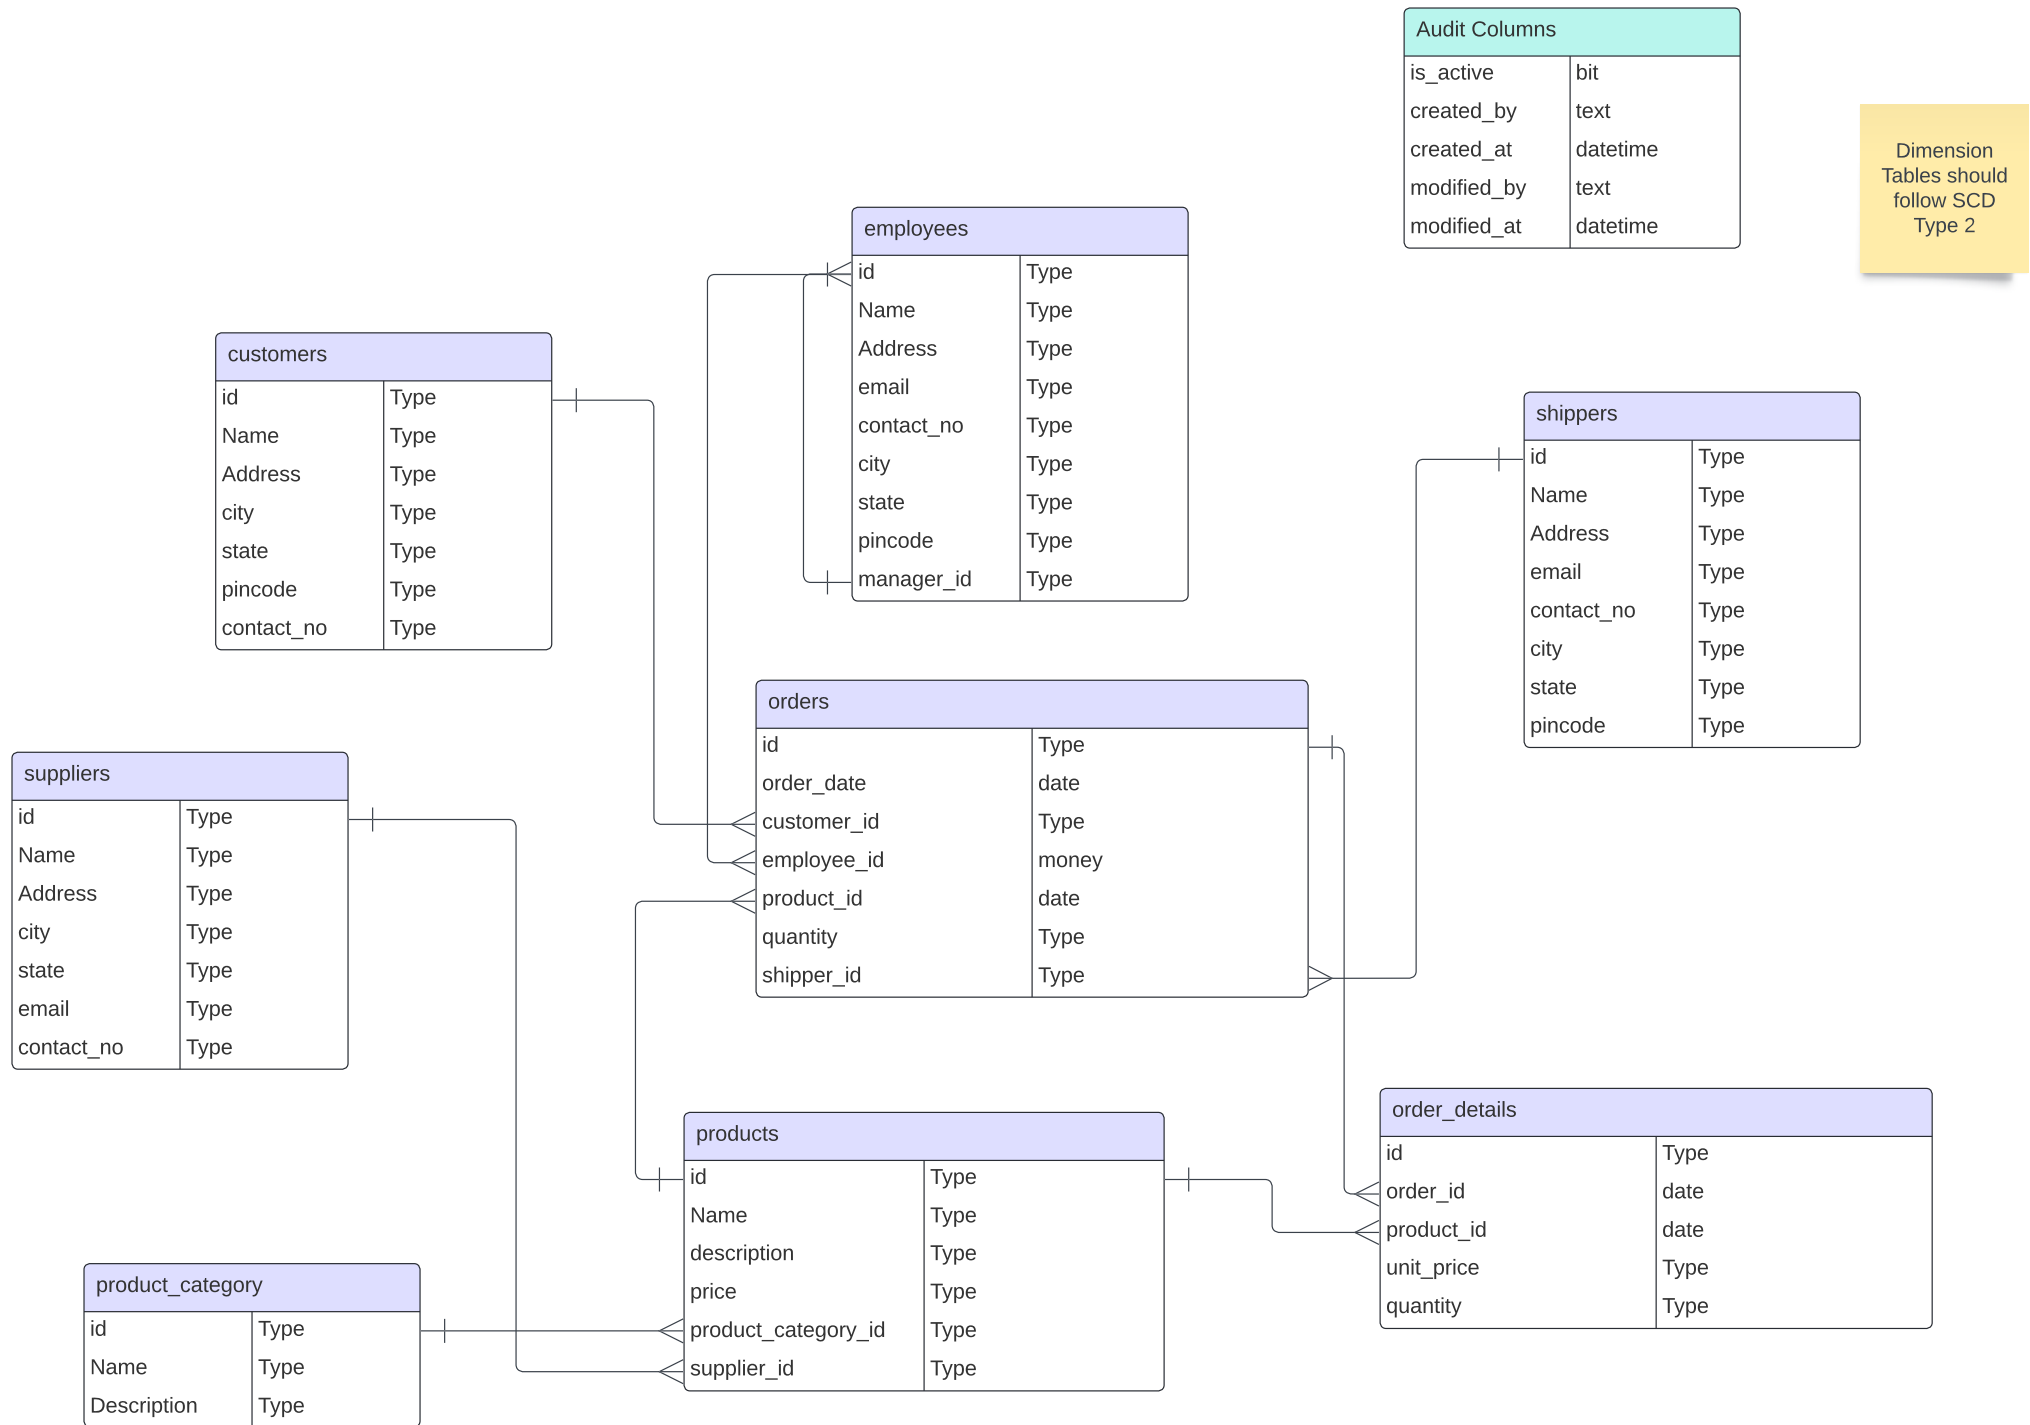 Audit Columns
is_active bit
created_by text
created_at datetime
modified_by text
modified_at datetime
Dimension
Tables should
follow SCD
Type 2
employees
id Type
Name Type
Address Type
email Type
contact_no Type
city Type
state Type
pincode Type
manager_id Type
customers
id Type
Name Type
Address Type
city Type
state Type
pincode Type
contact_no Type
shippers
id Type
Name Type
Address Type
email Type
contact_no Type
city Type
state Type
pincode Type
orders
id Type
order_date date
customer_id Type
employee_id money
product_id date
quantity Type
shipper_id Type
suppliers
id Type
Name Type
Address Type
city Type
state Type
email Type
contact_no Type
products
id Type
Name Type
description Type
price Type
product_category_id Type
supplier_id Type
order_details
id Type
order_id date
product_id date
unit_price Type
quantity Type
product_category
id Type
Name Type
Description Type